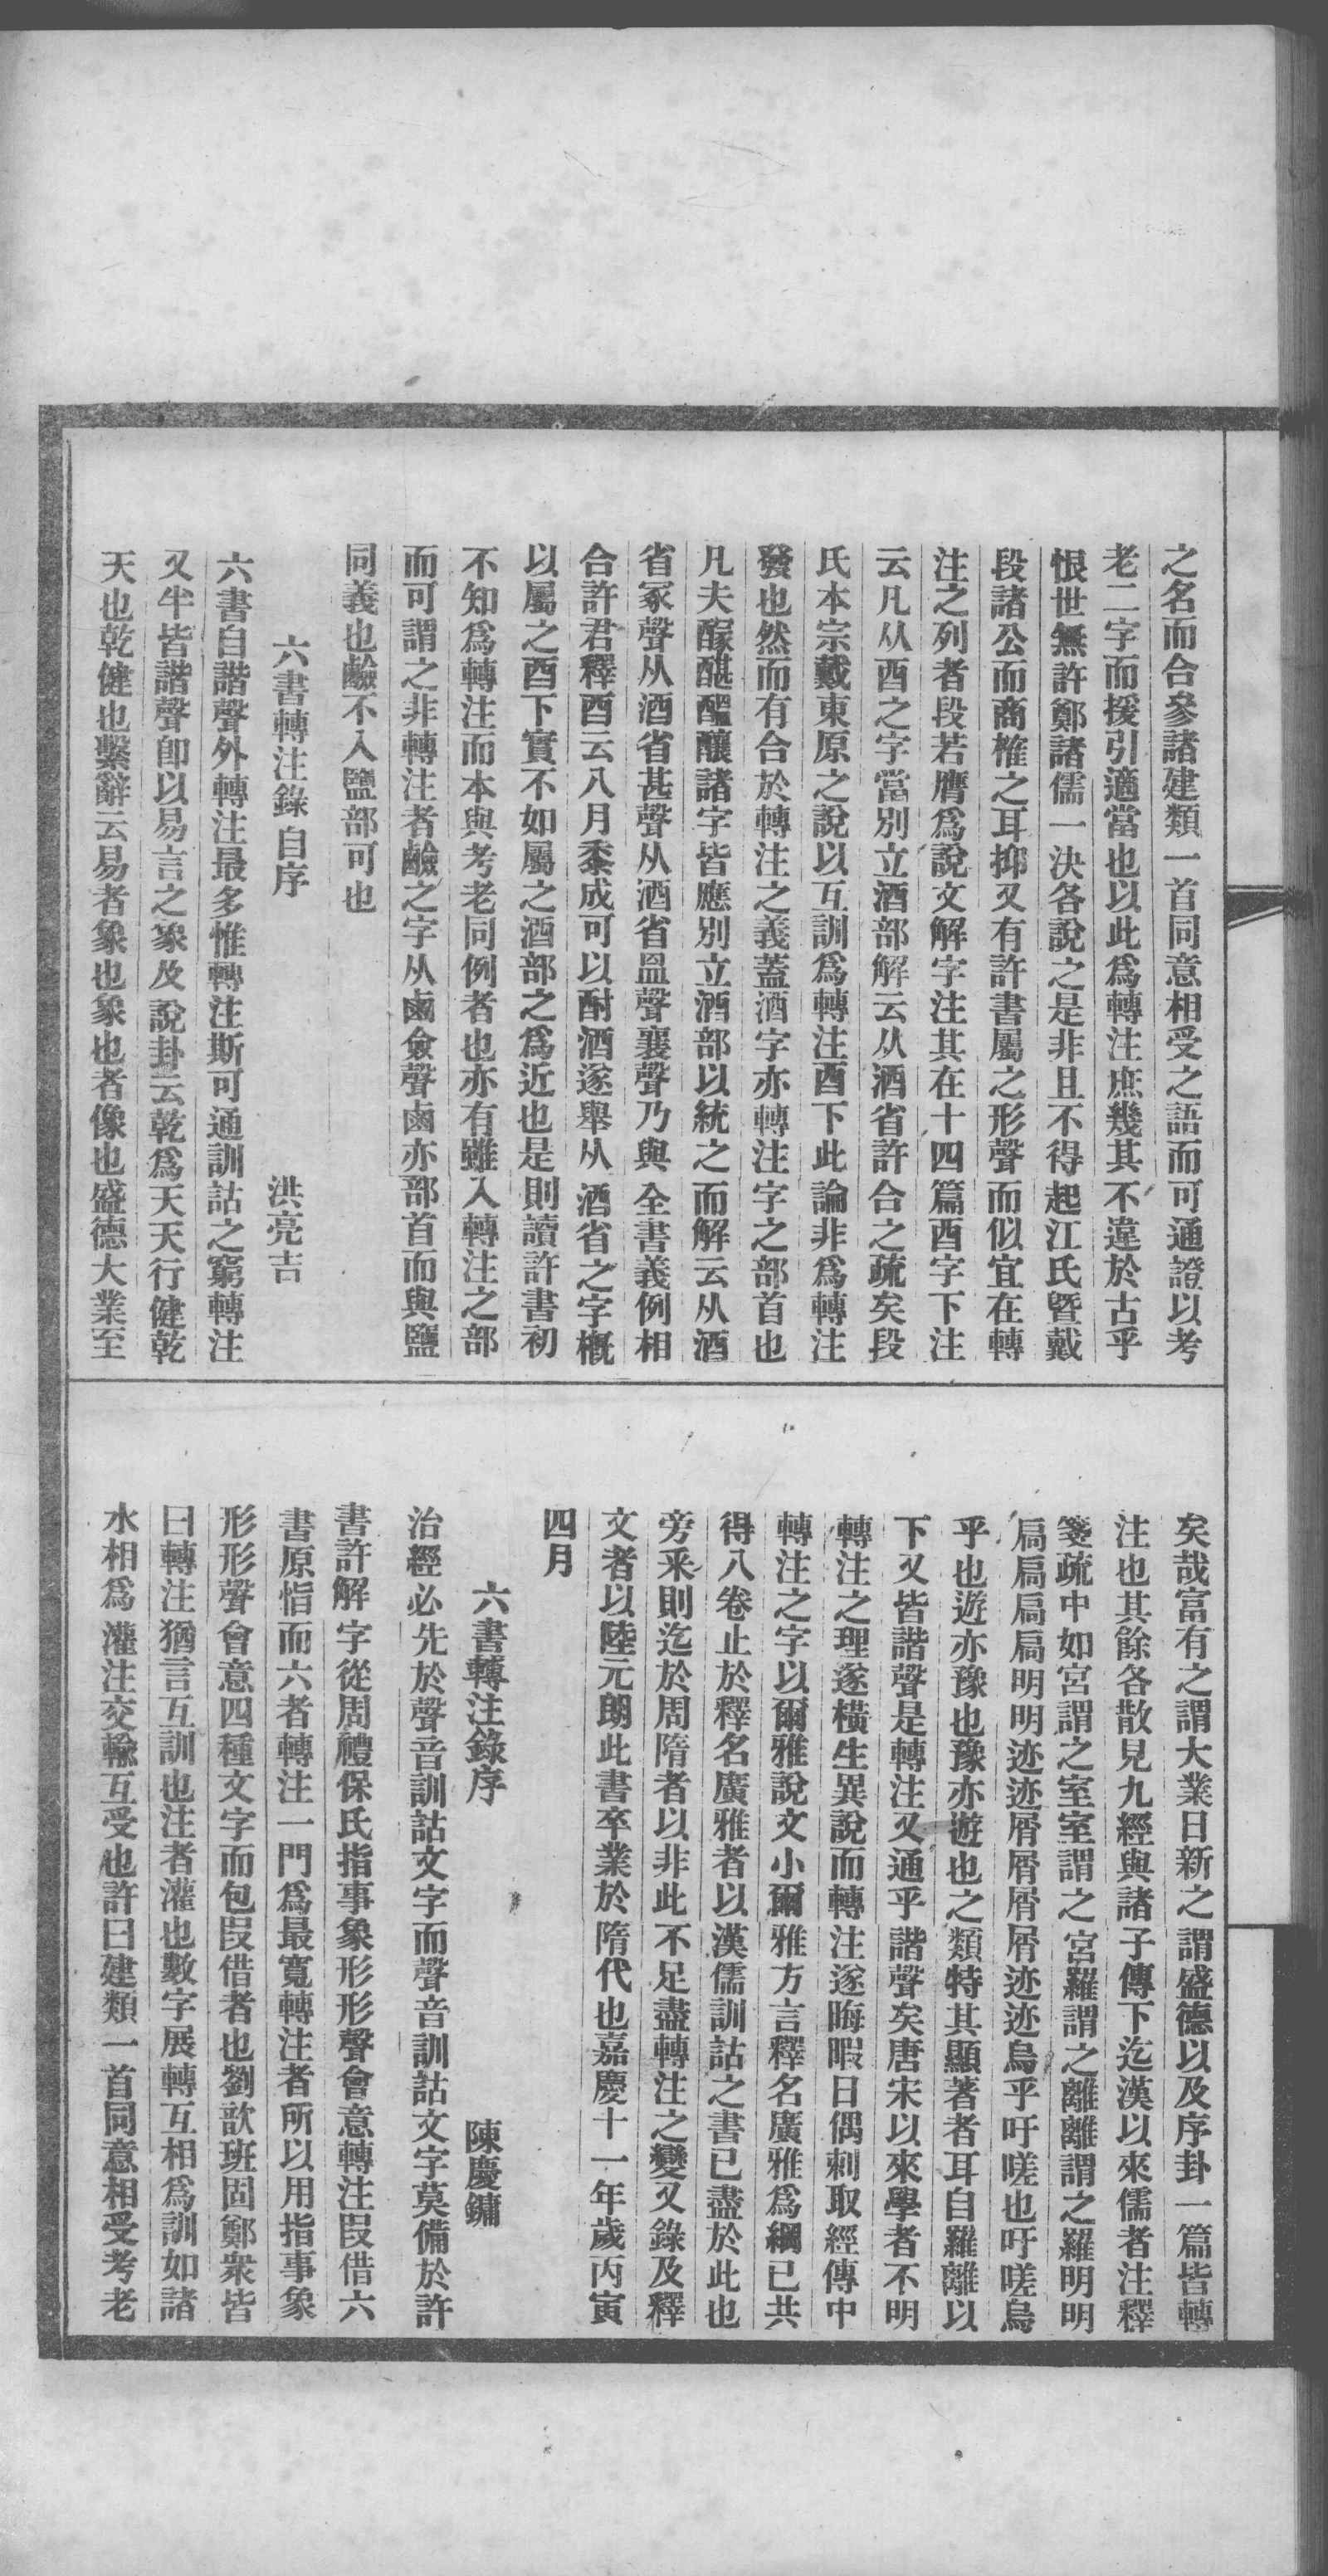 之名而合參諸建類一首同意相受之語而可通證以考
老二字而援引適當也以此爲轉注庶幾其不違於古乎
恨世無許鄭諸儒一決各說之是非且不得起江氏曁戴
段諸公而商榷之耳抑又有許書屬之形聲而似宜在轉
注之列者段若膺爲說文解字注其在十四篇酉字下注
云凡从酉之字當別立酒部解云从酒省許合之疏矣段
氏本宗戴東原之說以互訓爲轉注酉下此論非爲轉注
發也然而有合於轉注之義蓋酒字亦轉注字之部首也
凡夫醿醖釀諸字皆應別立酒部以統之而解云从酒
省冡聲从酒省甚聲从酒省昷聲襄聲乃與全書義例相
合許君釋酉云八月黍成可以酎酒遂舉从酒省之字概
以屬之酉下實不如屬之酒部之爲近也是則讀許書初
不知爲轉注而本與考老同例者也亦有雖入轉注之部
而可謂之非轉注者鹼之字从鹵僉聲鹵亦部首而與鹽
同義也鹼不入鹽部可也
六書轉注錄自序 洪亮吉
六書自諧聲外轉注最多惟轉注斯可通訓詁之窮轉注
又半皆諧聲卽以易言之象及說卦云乾爲天天行健乾
天也乾健也繫辭云易者象也象也者像也盛德大業至
矣哉富有之謂大業日新之謂盛德以及序卦一篇皆轉
注也其餘各散見九經與諸子傳下迄漢以來儒者注釋
箋疏中如宮謂之室室謂之宮羅謂之離離謂之羅明明
扃扃扃扃明明迹迹屑屑屑屑迹迹烏乎吁嗟也吁嗟烏
乎也遊亦豫也豫亦遊也之類特其顯著者耳自羅離以
下又皆諧聲是轉注又通乎諧聲矣唐宋以來學者不明
轉注之理遂橫生異說而轉注遂晦暇日偶刺取經傳中
轉注之字以爾雅說文小爾雅方言釋名廣雅爲綱已共
得八卷止於釋名廣雅者以漢儒訓詁之書已盡於此也
旁采則迄於周隋者以非此不足盡轉注之變又錄及釋
文者以陸元朗此書卒業於隋代也嘉慶十一年歲丙寅
四月
六書轉注錄序 陳慶鏞
治經必先於聲音訓詁文字而聲音訓詁文字莫備於許
書許解字從周禮保氏指事象形形聲會意轉注叚借六
書原恉而六者轉注一門爲最寬轉注者所以用指事象
形形聲會意四種文字而包叚借者也劉歆班固鄭衆皆
曰轉注猶言互訓也注者灌也數字展轉互相爲訓如諸
水相爲灌注交輸互受也許曰建類一首同意相受考老